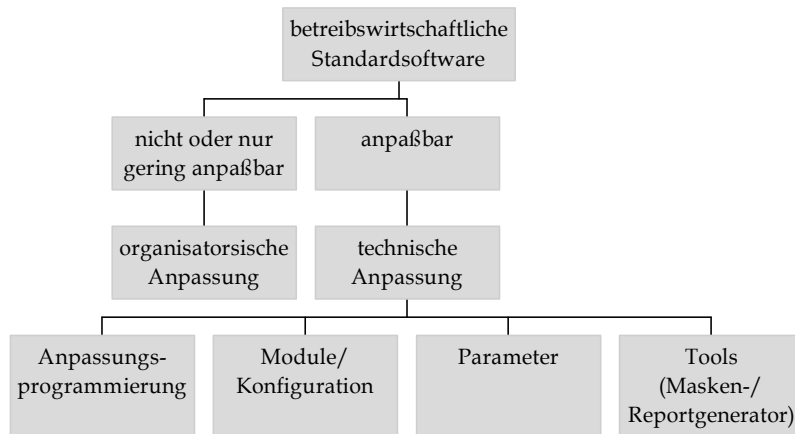 betreibswirtschaftliche
Standardsoftware
nicht oder nur
gering anpaßbar
anpaßbar
organisatorsische
Anpassung
technische
Anpassung
Anpassungs-
programmierung
Module/
Konfiguration
Parameter
Tools
(Masken-/
Reportgenerator)